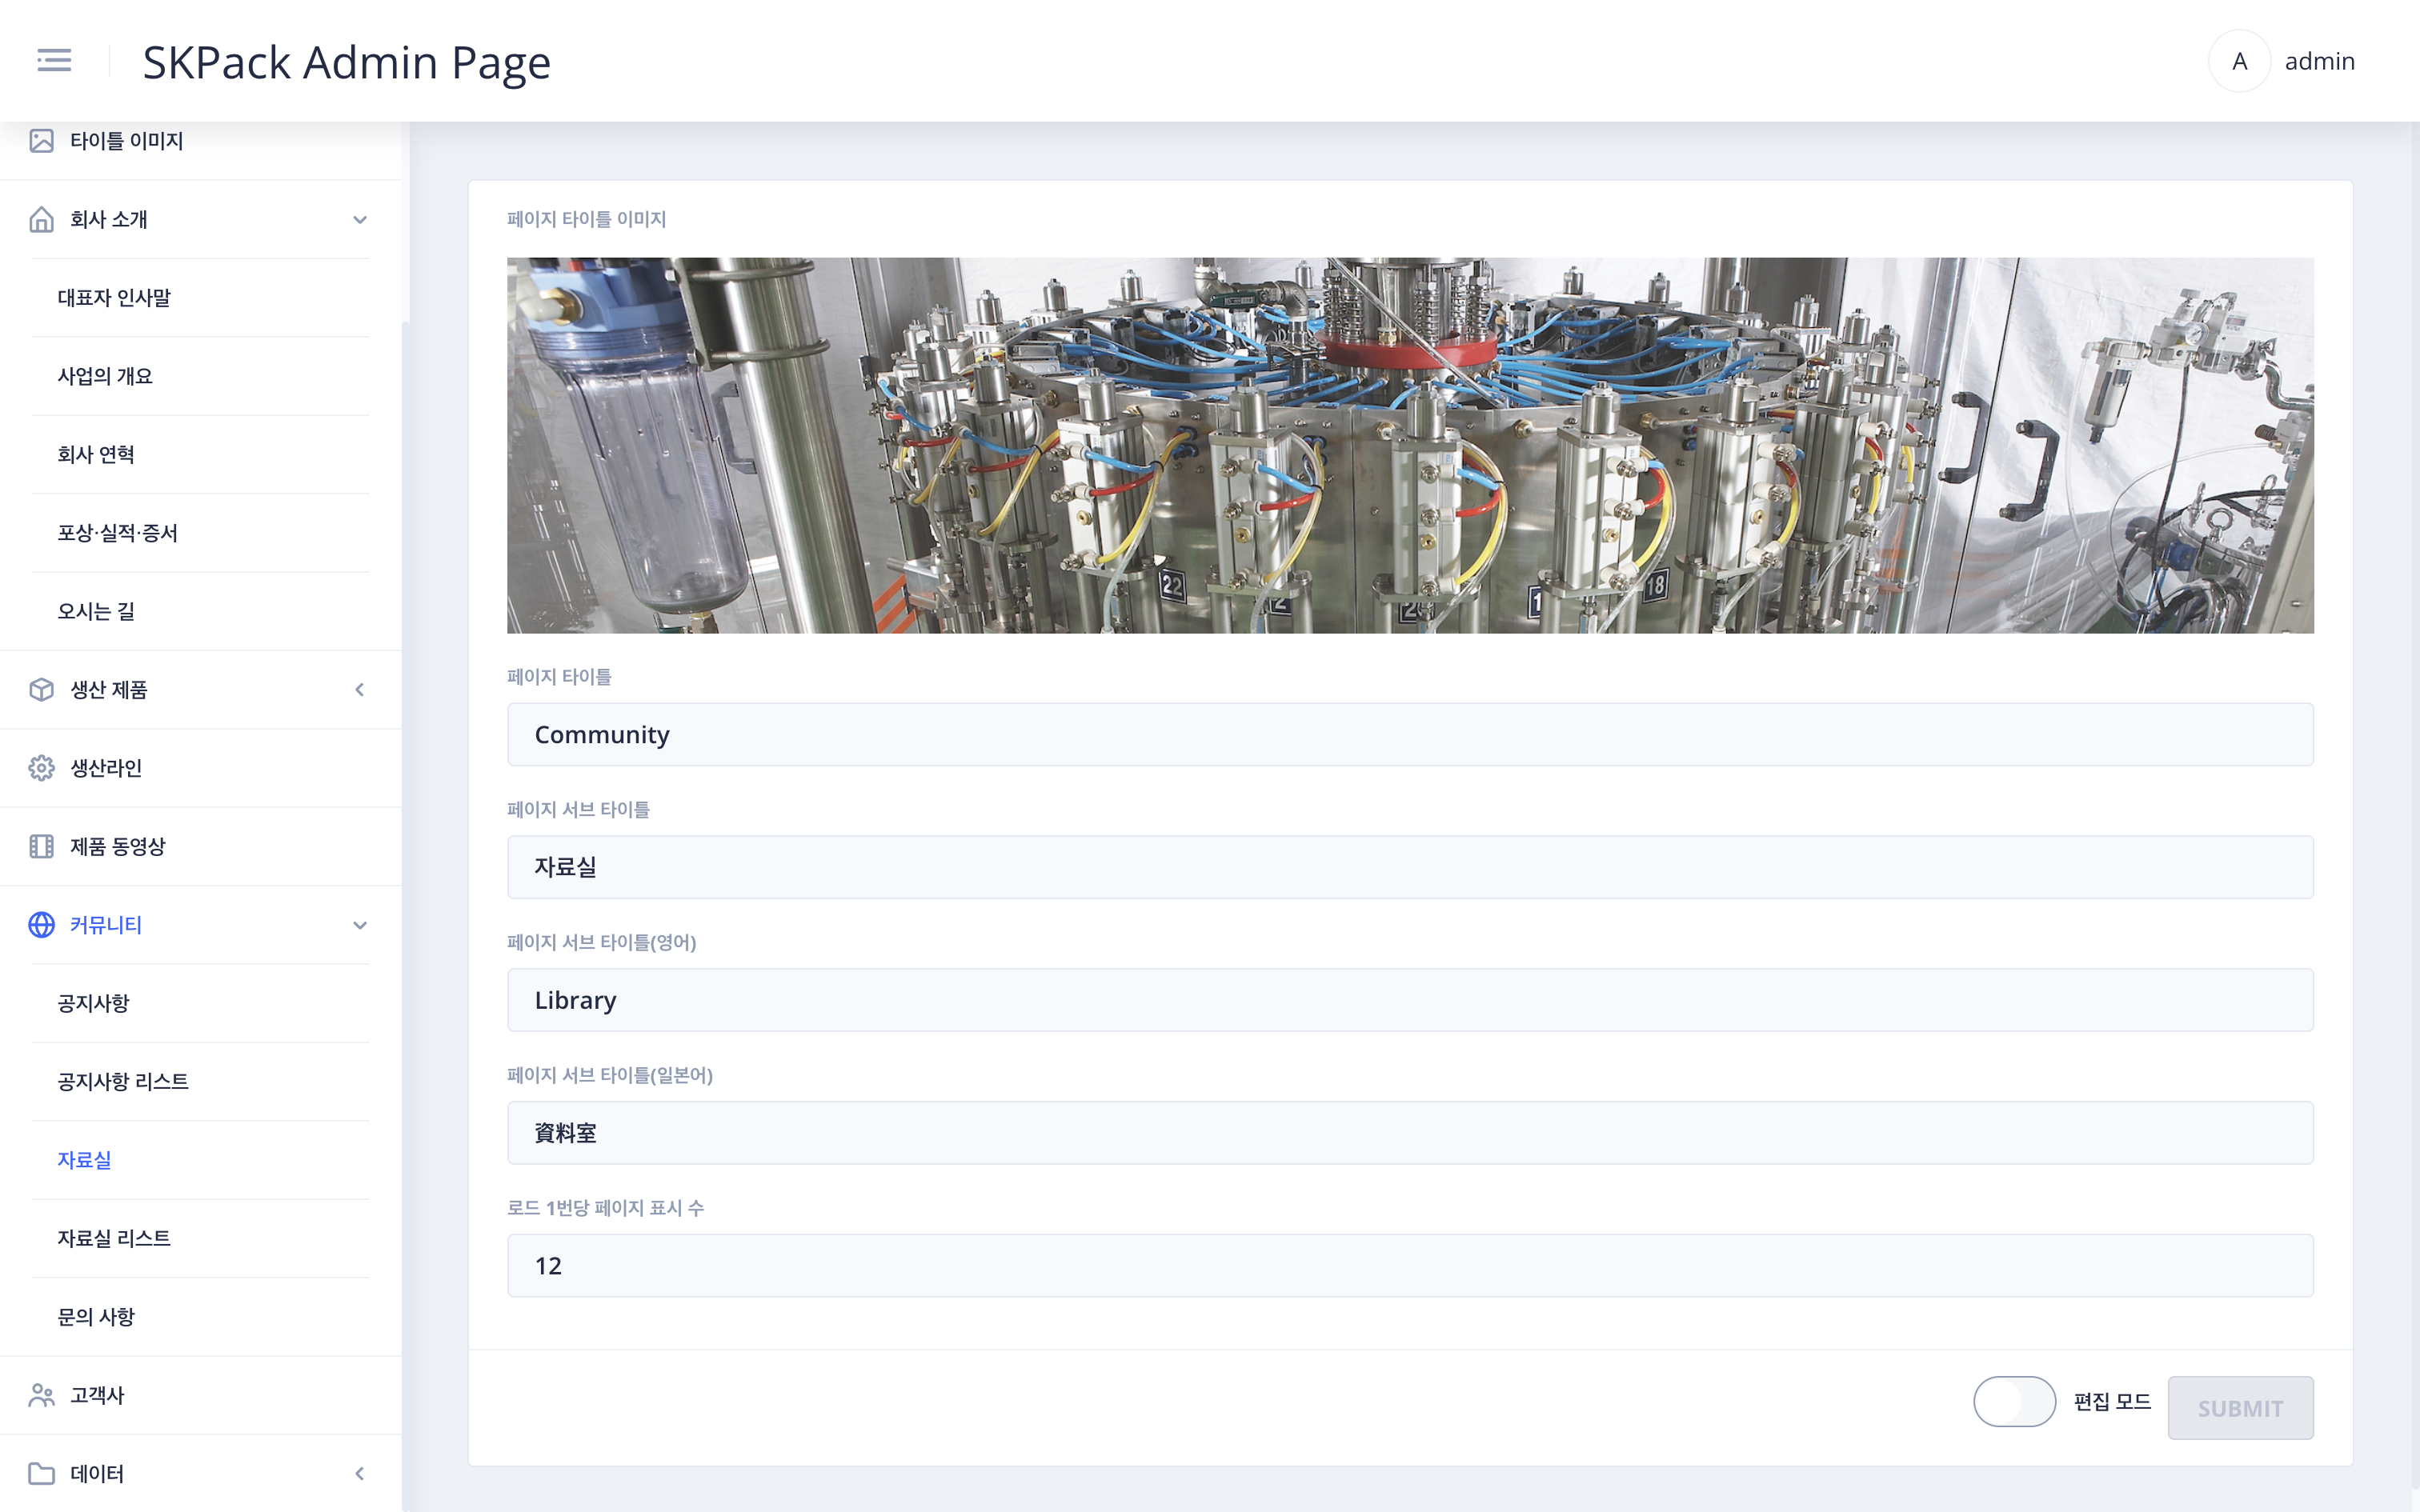 SKPack Admin Page
A admin
타이틀 이미지
회사 소개
대표자 인사말
사업의 개요
회사 연혁
포상·실적·증서
오시는 길
생산 제품
생산라인
제품 동영상
커뮤니티
공지사항
공지사항 리스트
자료실
자료실 리스트
문의 사항
고객사
데이터
페이지 타이틀 이미지
22
18
페이지 타이틀
Community
페이지 서브 타이틀
자료실
페이지 서브 타이틀(영어)
Library
페이지 서브 타이틀(일본어)
資料室
로드 1번당 페이지 표시 수
12
편집 모드
SUBMIT